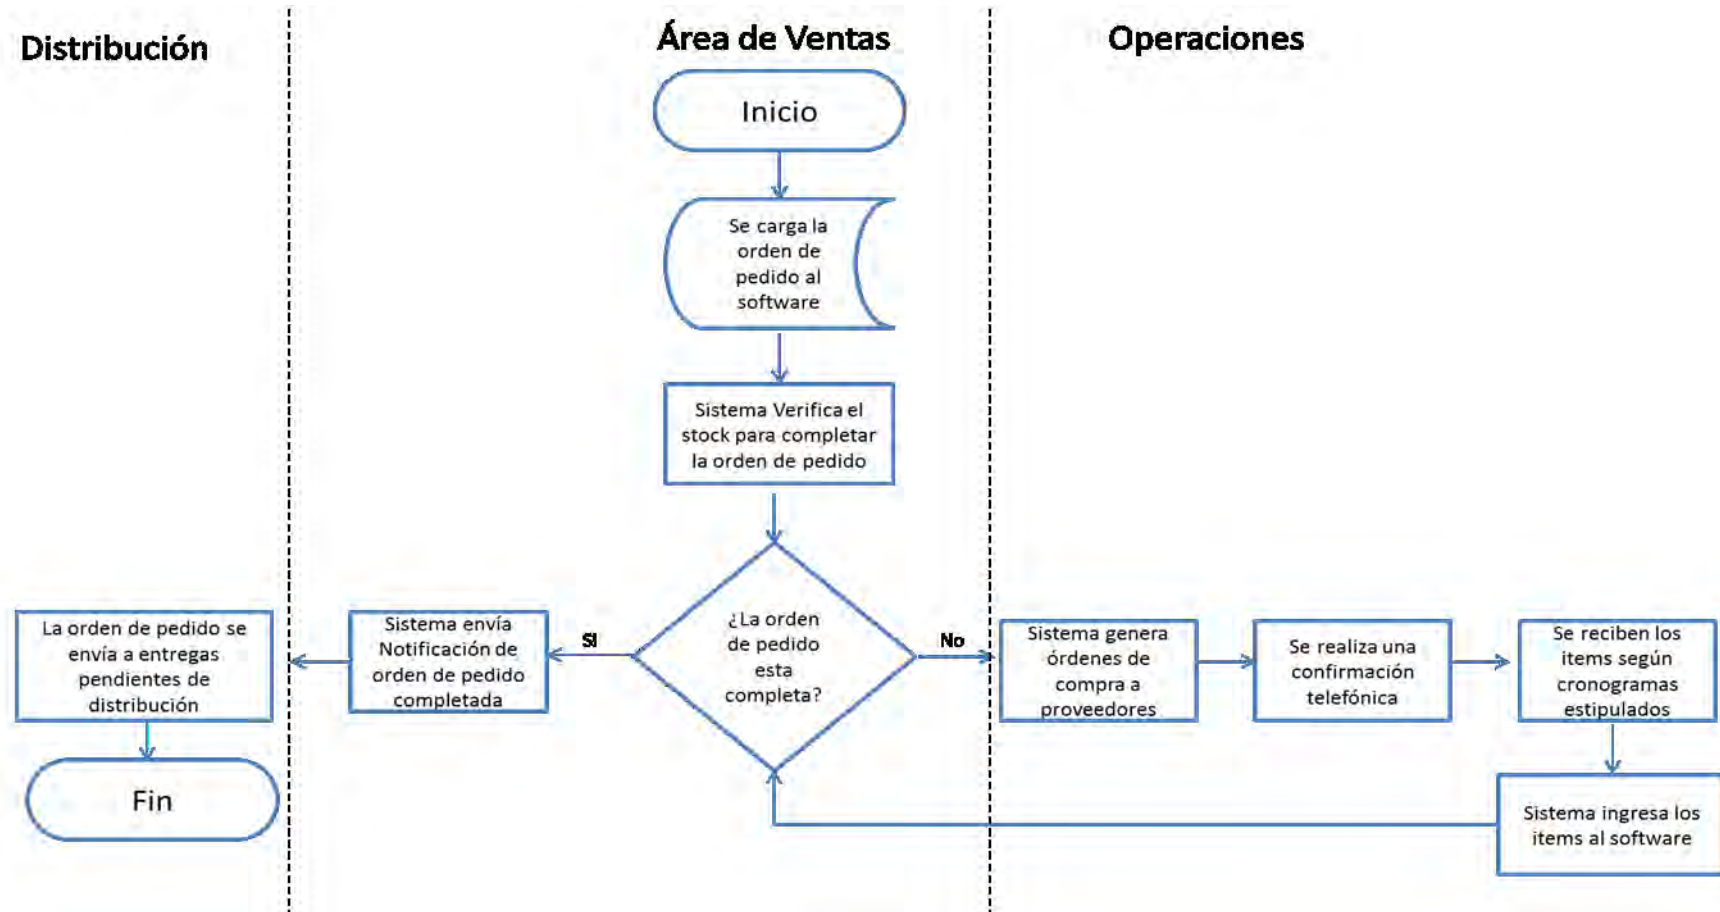 Distribución
Área de Ventas
Operaciones
Inicio
Se carga la
orden de
pedido al
software
Sistema Verifica el
stock para completar
la orden de pedido
¿La orden
de pedido
esta
completa?
SI
No
Sistema envía
Notificación de
orden de pedido
completada
La orden de pedido se
envía a entregas
pendientes de
distribución
Fin
Sistema genera
órdenes de
compra a
proveedores
Se realiza una
confirmación
telefónica
Se reciben los
items según
cronogramas
estipulados
Sistema ingresa los
items al software